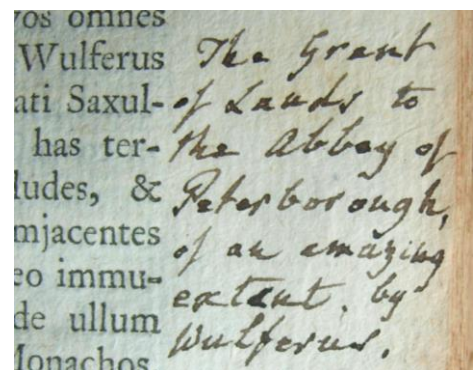 vos omnes
Wulferus
ati Saxul-
has ter-
ludes, &
mjacentes
eo immu-
de ullum
Monachos
The Grant
of Lands to
the Abbey of
Peterborough,
of an amazing
extent, by
Wulferus.